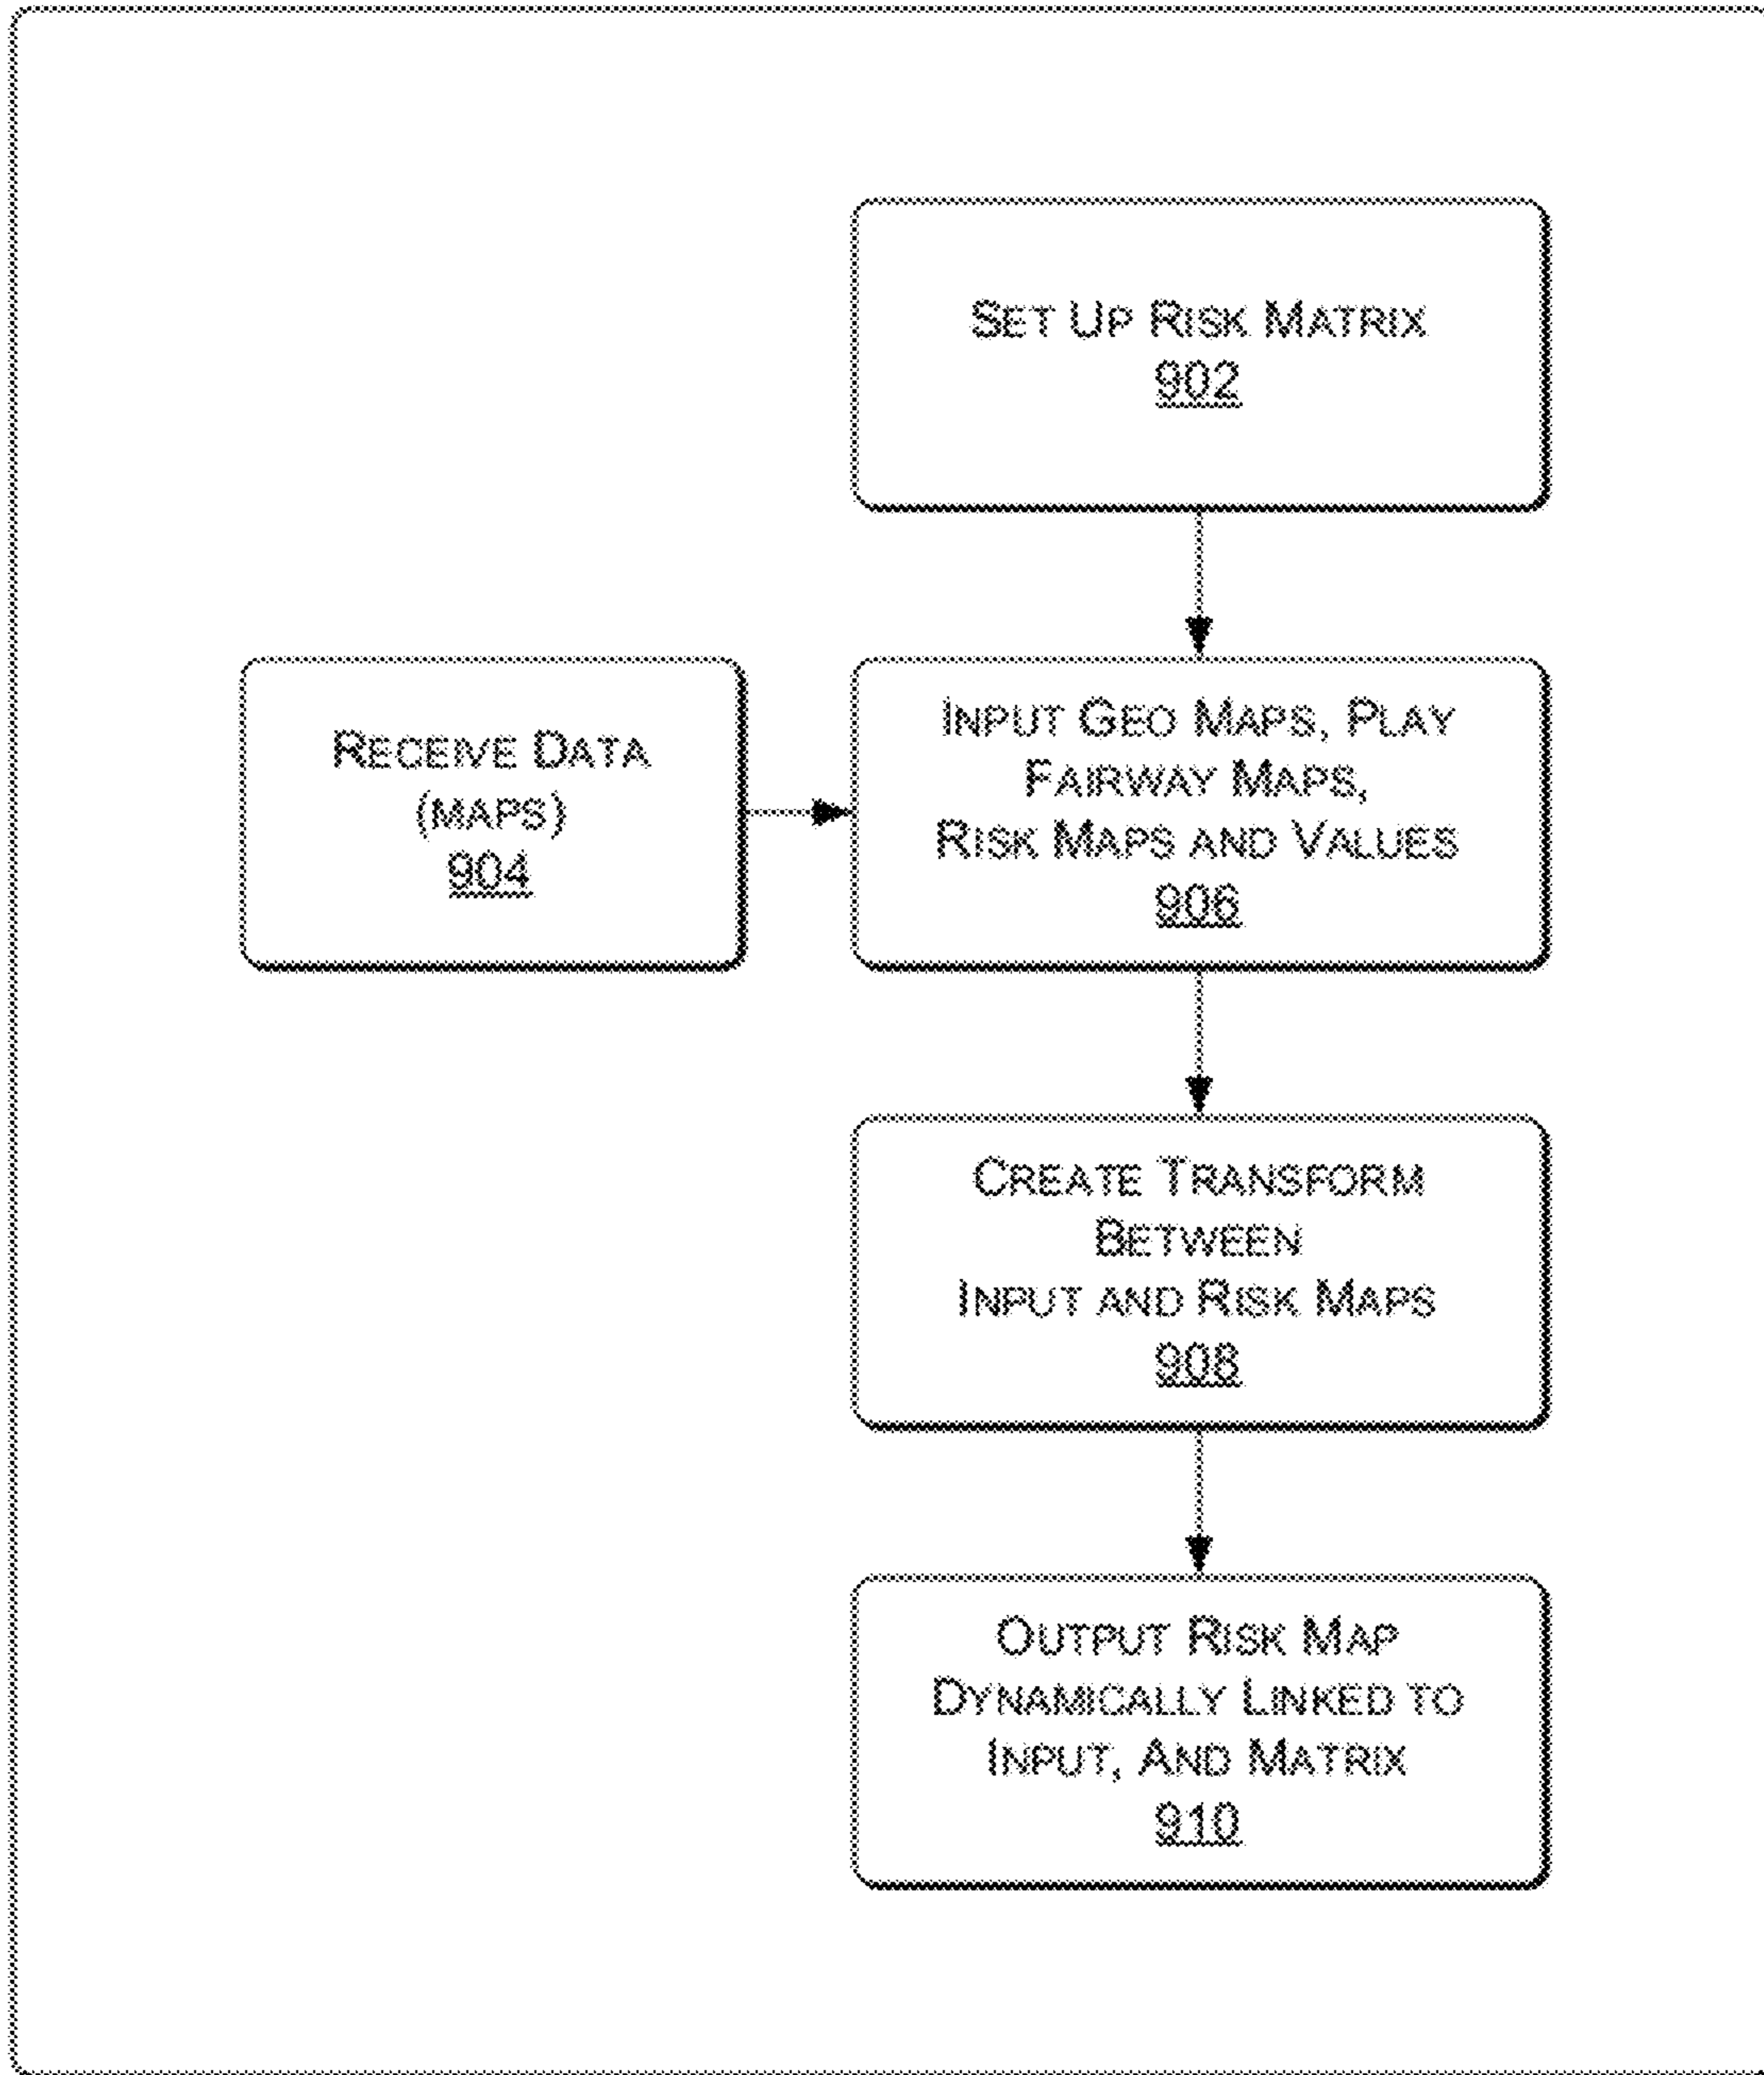 SET UP RISK MATRIX
902
RECEIVE DATA
(MAPS)
904
INPUT GEO MAPS, PLAY
FAIRWAY MAPS,
RISK MAPS AND VALUES
906
CREATE TRANSFORM
BETWEEN
INPUT AND RISK MAPS
908
OUTPUT RISK MAP
DYNAMICALLY LINKED TO
INPUT, AND MATRIX
910